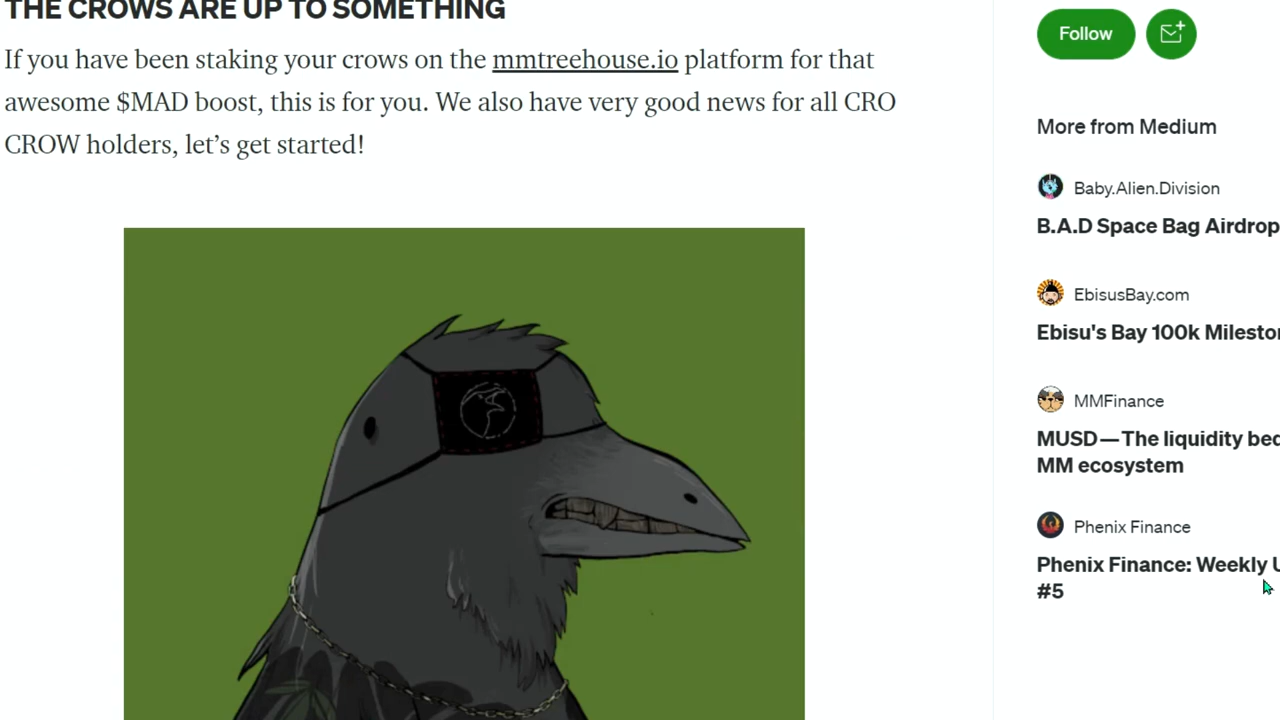 THE CROWS ARE UP TO SOMETHING
If you have been staking your crows on the mmtreehouse.io platform for that
awesome $MAD boost, this is for you. We also have very good news for all CRO
CROW holders, let’s get started!
Follow
More from Medium
Baby.Alien.Division
B.A.D Space Bag Airdrop
EbisusBay.com
Ebisu's Bay 100k
MMFinance
MUSD—The liquidity
MM ecosystem
Phenix Finance
Phenix Finance: Weekly
#5